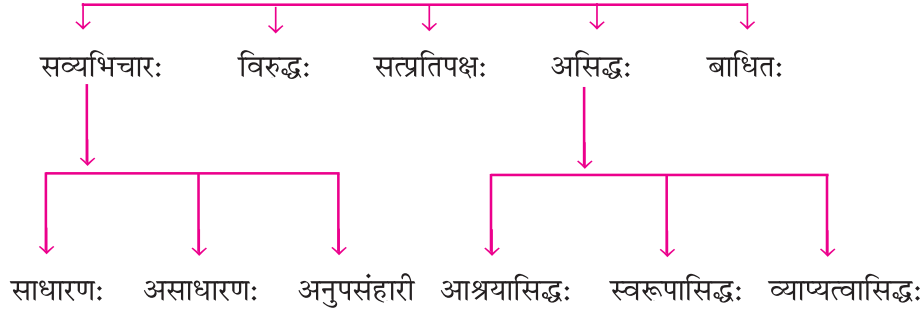 सव्यभिचारः विरुद्धः सत्प्रतिपक्षः असिद्धः बाधितः
साधारणः असाधारणः अनुपसंहारी आश्रयासिद्धः स्वरूपासिद्धः व्याप्यत्वासिद्धः